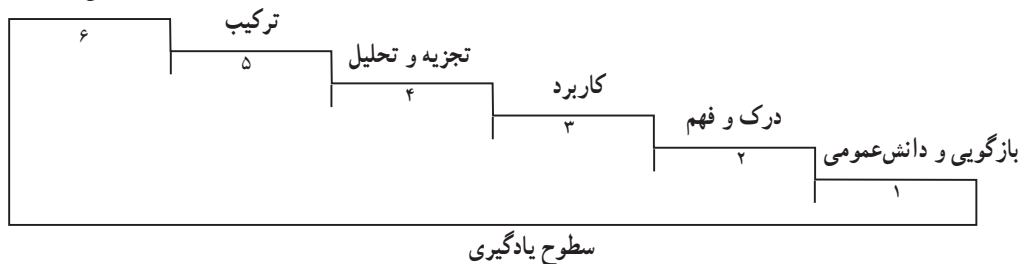 ۶
ترکیب
۵
تجزیه و تحلیل
۴
کاربرد
۳
درک و فهم
۲
بازگویی و دانش‌عمومی
۱
سطوح یادگیری